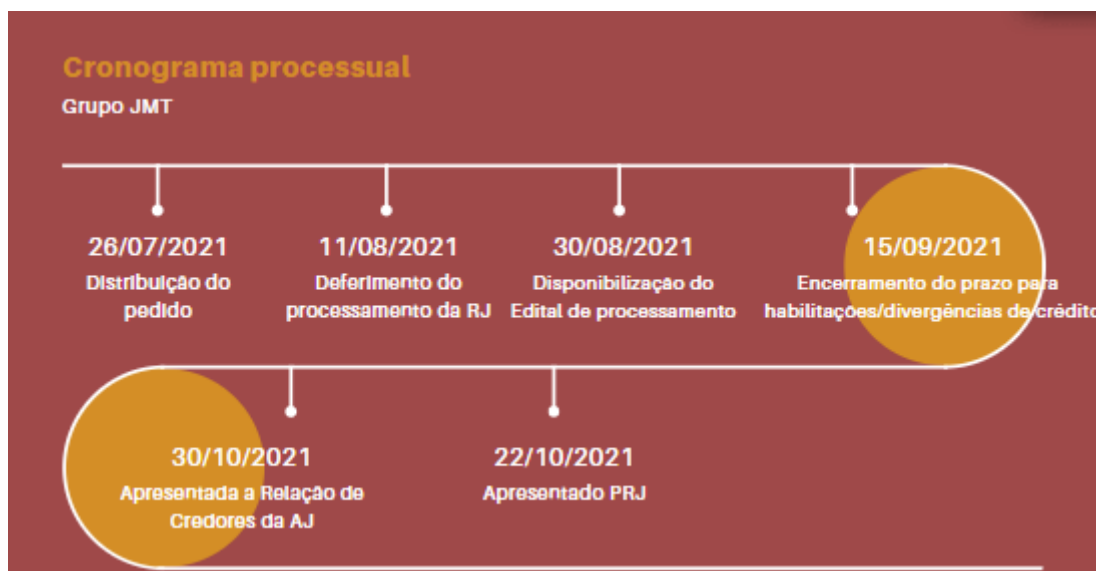 Cronograma processual
Grupo JMT
26/07/2021
Distribuição do
pedido
11/08/2021
Deferimento do
processamento da RJ
30/08/2021
Disponibilização do
Edital de processamento
15/09/2021
Encerramento do prazo para
habilitações/divergências de crédito
30/10/2021
Apresentada a Relação de
Credores da AJ
22/10/2021
Apresentado PRJ